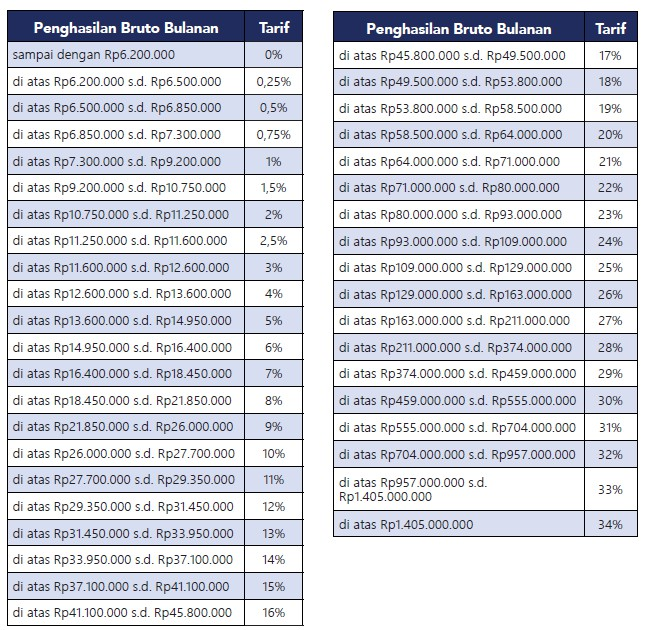 Penghasilan Bruto Bulanan Tarif
sampai dengan Rp6.200.000 0%
di atas Rp6.200.000 s.d. Rp6.500.000 0,25%
di atas Rp6.500.000 s.d. Rp6.850.000 0,5%
di atas Rp6.850.000 s.d. Rp7.300.000 0,75%
di atas Rp7.300.000 s.d. Rp9.200.000 1%
di atas Rp9.200.000 s.d. Rp10.750.000 1,5%
di atas Rp10.750.000 s.d. Rp11.250.000 2%
di atas Rp11.250.000 s.d. Rp11.600.000 2,5%
di atas Rp11.600.000 s.d. Rp12.600.000 3%
di atas Rp12.600.000 s.d. Rp13.600.000 4%
di atas Rp13.600.000 s.d. Rp14.950.000 5%
di atas Rp14.950.000 s.d. Rp16.400.000 6%
di atas Rp16.400.000 s.d. Rp18.450.000 7%
di atas Rp18.450.000 s.d. Rp21.850.000 8%
di atas Rp21.850.000 s.d. Rp26.000.000 9%
di atas Rp26.000.000 s.d. Rp27.700.000 10%
di atas Rp27.700.000 s.d. Rp29.350.000 11%
di atas Rp29.350.000 s.d. Rp31.450.000 12%
di atas Rp31.450.000 s.d. Rp33.950.000 13%
di atas Rp33.950.000 s.d. Rp37.100.000 14%
di atas Rp37.100.000 s.d. Rp41.100.000 15%
di atas Rp41.100.000 s.d. Rp45.800.000 16%
Penghasilan Bruto Bulanan Tarif
di atas Rp45.800.000 s.d. Rp49.500.000 17%
di atas Rp49.500.000 s.d. Rp53.800.000 18%
di atas Rp53.800.000 s.d. Rp58.500.000 19%
di atas Rp58.500.000 s.d. Rp64.000.000 20%
di atas Rp64.000.000 s.d. Rp71.000.000 21%
di atas Rp71.000.000 s.d. Rp80.000.000 22%
di atas Rp80.000.000 s.d. Rp93.000.000 23%
di atas Rp93.000.000 s.d. Rp109.000.000 24%
di atas Rp109.000.000 s.d. Rp129.000.000 25%
di atas Rp129.000.000 s.d. Rp163.000.000 26%
di atas Rp163.000.000 s.d. Rp211.000.000 27%
di atas Rp211.000.000 s.d. Rp374.000.000 28%
di atas Rp374.000.000 s.d. Rp459.000.000 29%
di atas Rp459.000.000 s.d. Rp555.000.000 30%
di atas Rp555.000.000 s.d. Rp704.000.000 31%
di atas Rp704.000.000 s.d. Rp957.000.000 32%
di atas Rp957.000.000 s.d.
Rp1.405.000.000 33%
di atas Rp1.405.000.000 34%